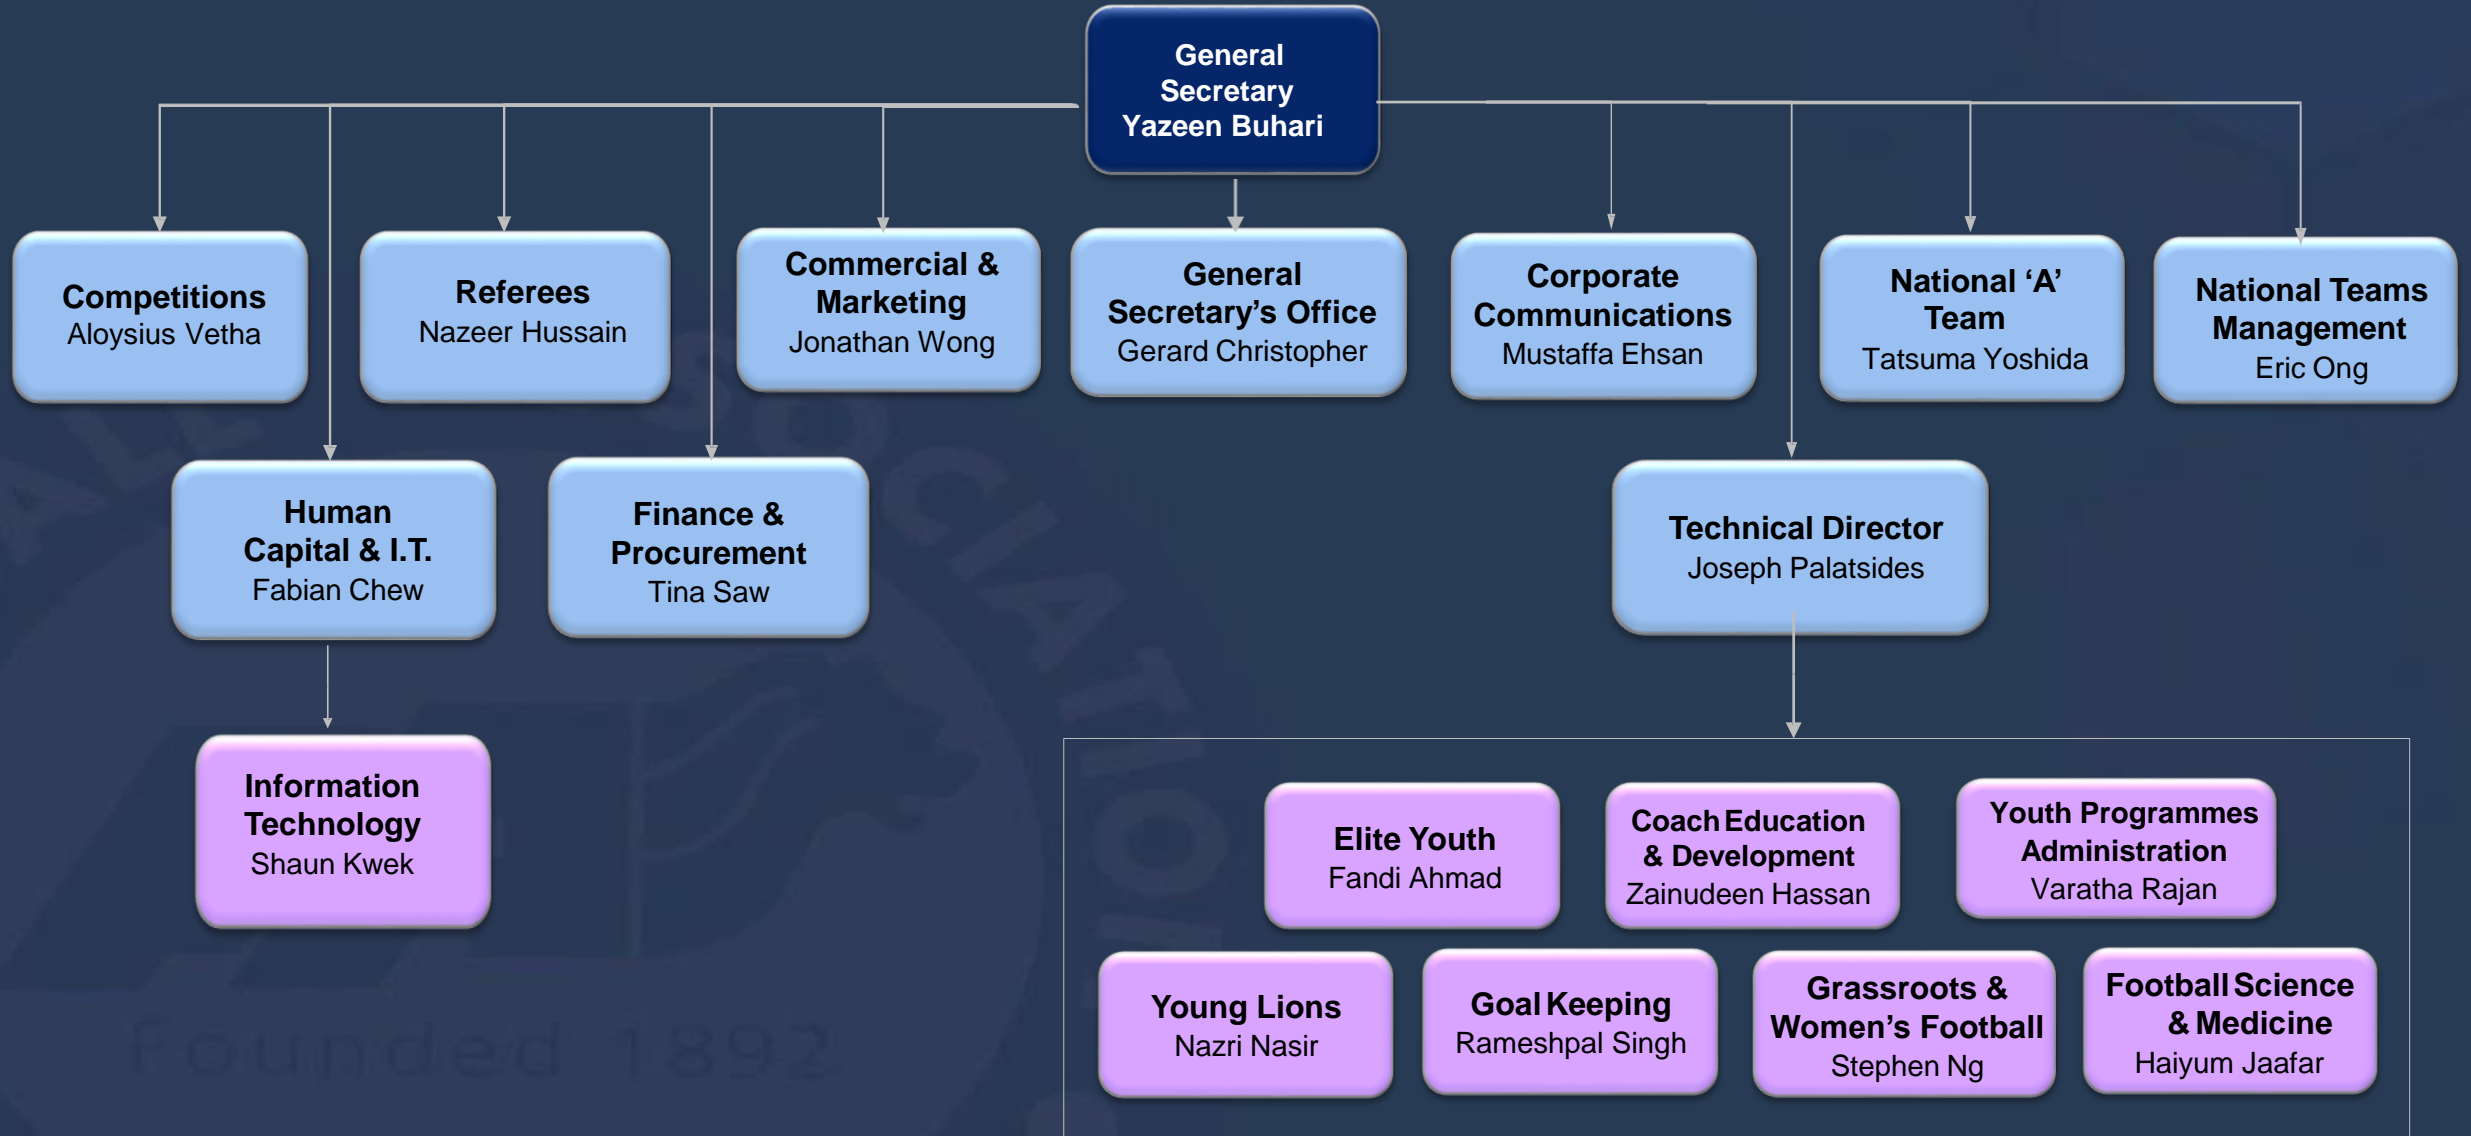 General
Secretary
Yazeen Buhari
Competitions
Aloysius Vetha
Referees
Nazeer Hussain
Commercial &
Marketing
Jonathan Wong
General
Secretary’s Office
Gerard Christopher
Corporate
Communications
Mustaffa Ehsan
National ‘A’
Team
Tatsuma Yoshida
National Teams
Management
Eric Ong
Human
Capital & I.T.
Fabian Chew
Finance &
Procurement
Tina Saw
Technical Director
Joseph Palatsides
Information
Technology
Shaun Kwek
Elite Youth
Fandi Ahmad
Coach Education
& Development
Zainudeen Hassan
Youth Programmes
Administration
Varatha Rajan
Young Lions
Nazri Nasir
Goal Keeping
Rameshpal Singh
Grassroots &
Women’s Football
Stephen Ng
Football Science
& Medicine
Haiyum Jaafar
Founded 1892